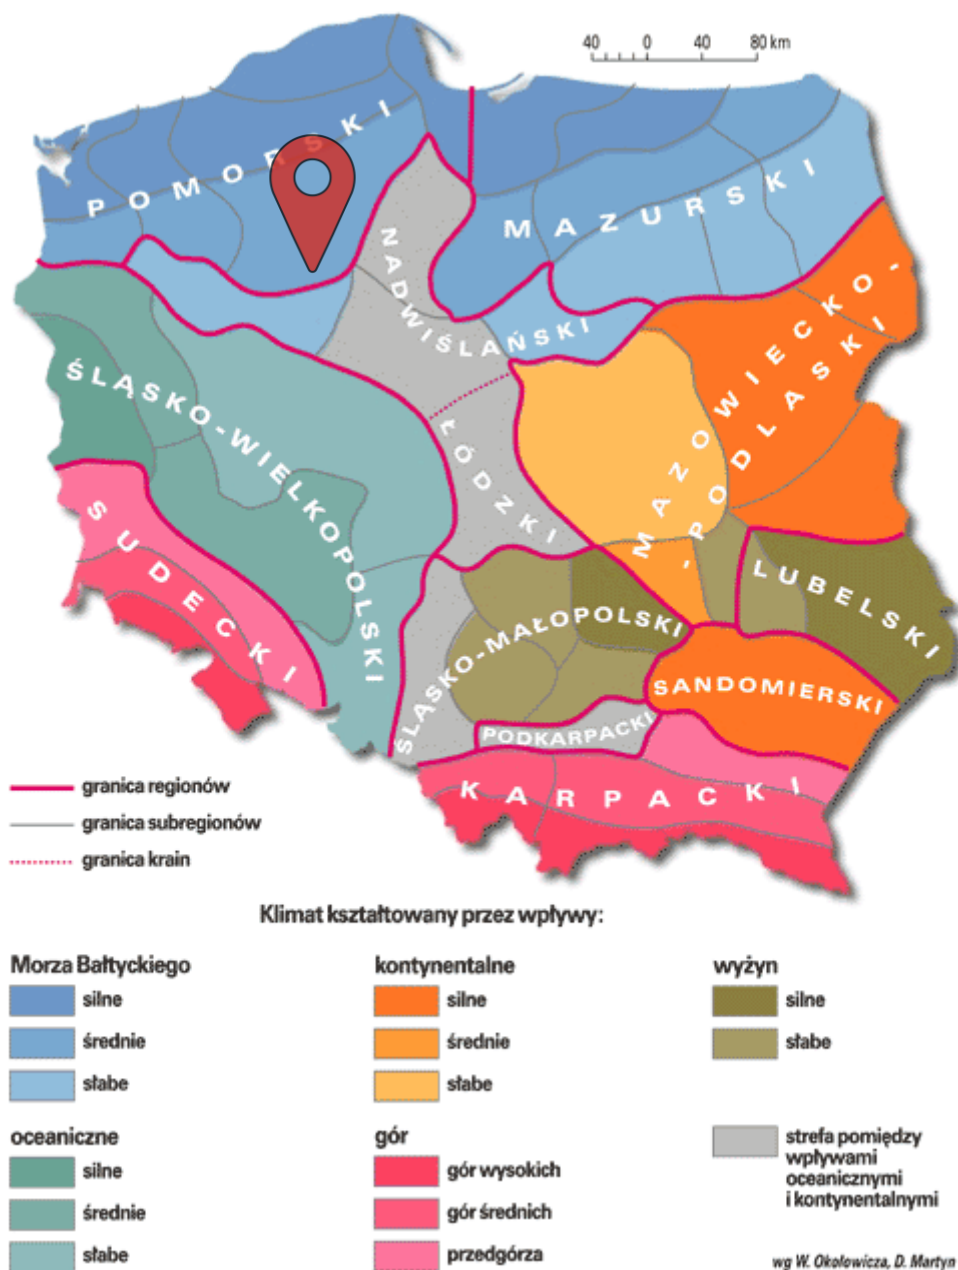 40 0 40 80 km
POMORSKI
MAZURSKI
NADWIŚLAŃSKI
MAZOWIECKO-
-PODLASKI
ŚLĄSKO-WIELKOPOLSKI
ŁÓDZKI
SUDECKI
LUBELSKI
ŚLĄSKO-MAŁOPOLSKI
SANDOMIERSKI
PODKARPACKI
KARPACKI
granica regionów
granica subregionów
granica krain
Klimat kształtowany przez wpływy:
Morza Bałtyckiego
silne
średnie
słabe
kontynentalne
silne
średnie
słabe
wyżyn
silne
słabe
oceaniczne
silne
średnie
słabe
gór
gór wysokich
gór średnich
przedgórza
strefa pomiędzy
wpływami
oceanicznymi
i kontynentalnymi
wg W. Okołowicza, D. Martyn